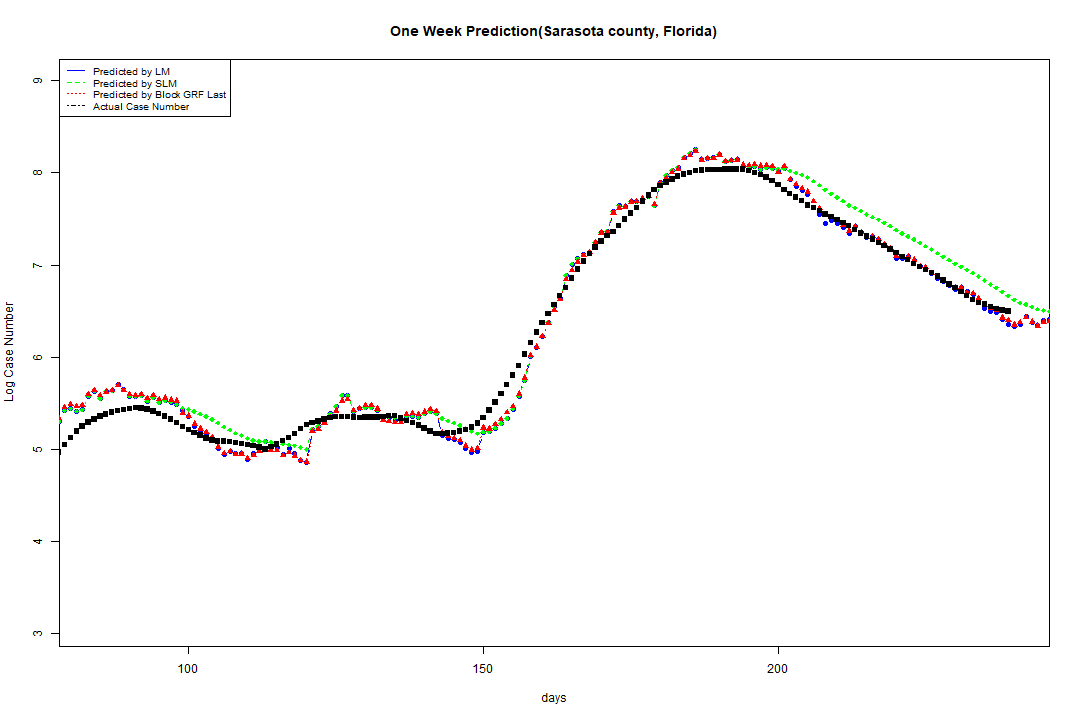 One Week Prediction(Sarasota county, Florida)
Predicted by LM
Predicted by SLM
Predicted by Block GRF Last
Actual Case Number
Log Case Number
9
8
7
6
5
4
3
100 150 200
days